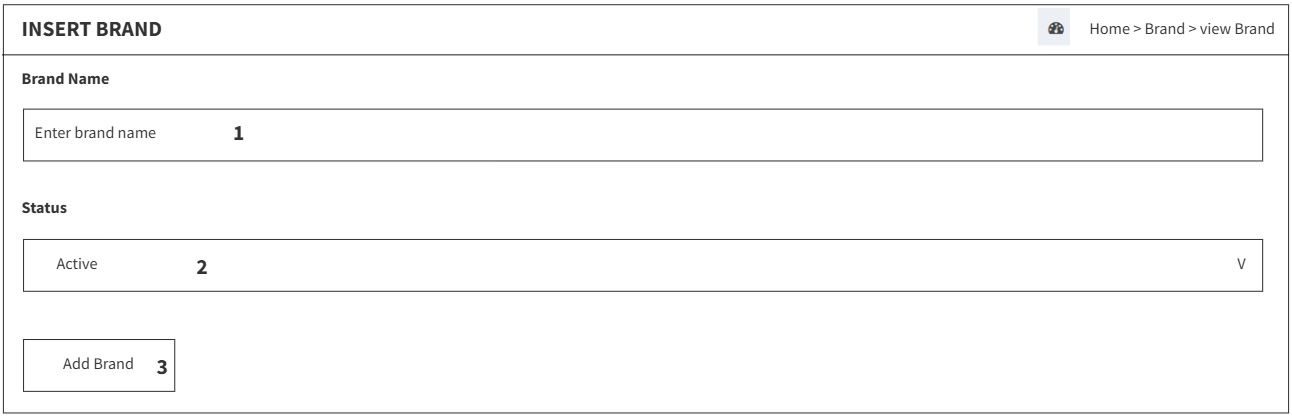 INSERT BRAND
Home > Brand > view Brand
Brand Name
Enter brand name 1
Status
Active 2 V
Add Brand 3